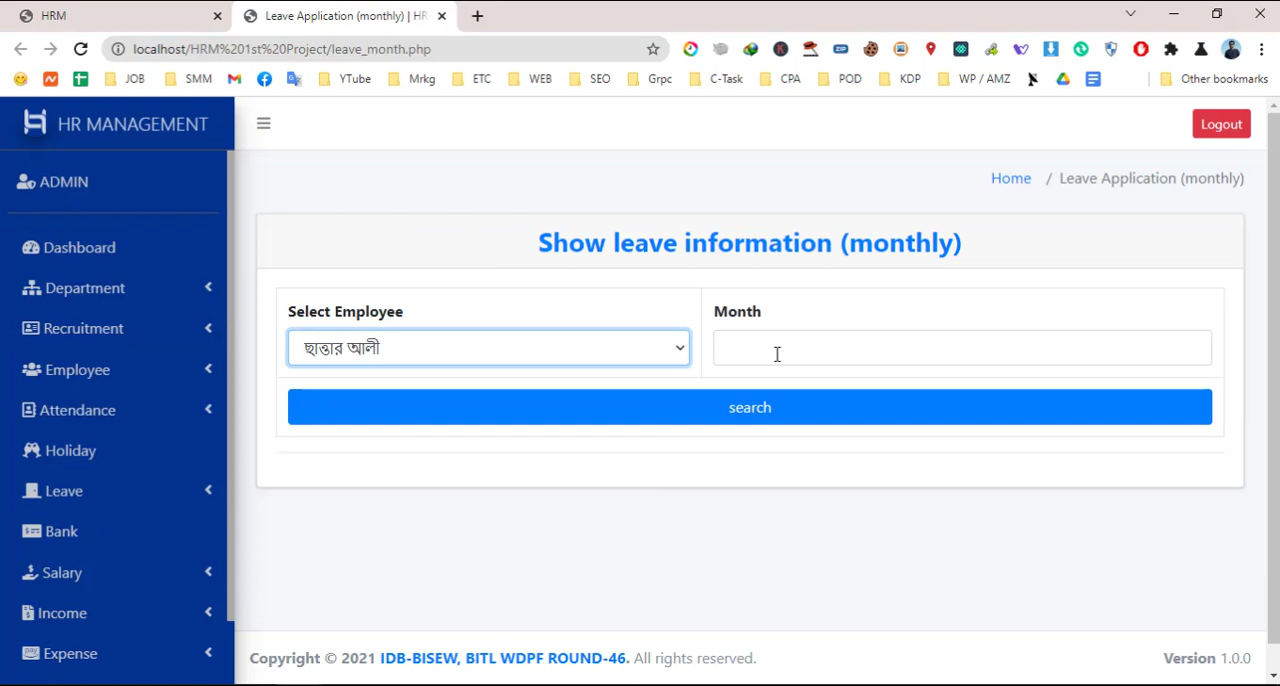 HRM
Leave Application (monthly) | HR
localhost/HRM%201st%20Project/leave_month.php
JOB
SMM
YTube
Mrkg
ETC
WEB
SEO
Grpc
C-Task
CPA
POD
KDP
WP / AMZ
Other bookmarks
HR MANAGEMENT
Logout
ADMIN
Home / Leave Application (monthly)
Dashboard
Department
Recruitment
Employee
Attendance
Holiday
Leave
Bank
Salary
Income
Expense
Show leave information (monthly)
Select Employee
Month
ছাত্তার আলী
search
Copyright © 2021 IDB-BISEW, BITL WDPF ROUND-46. All rights reserved.
Version 1.0.0